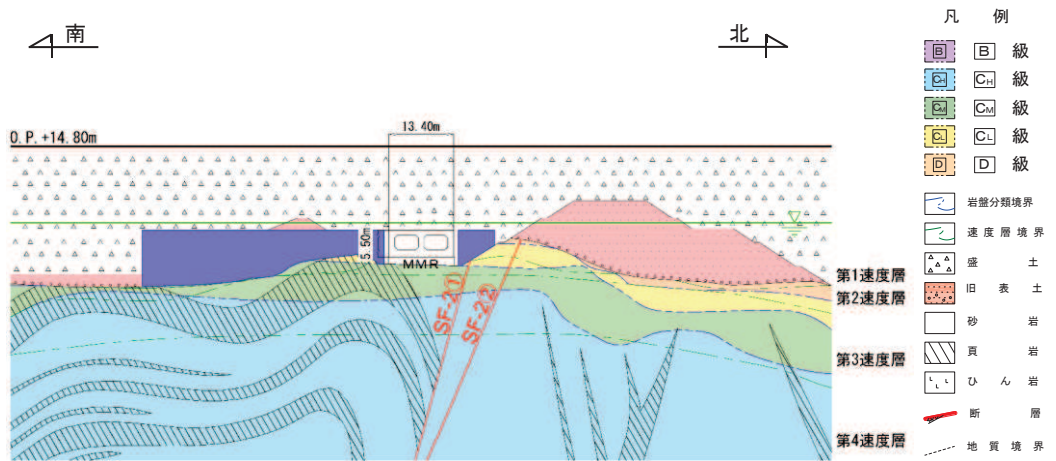 南
北
O.P.+14.80m
13.40m
5.50m
MMR
SF-2(1)
SF-2(2)
第1速度層
第2速度層
第3速度層
第4速度層
凡 例
B B 級
CH CH 級
CM CM 級
CL CL 級
D D 級
岩盤分類境界
速度層境界
盛 土
旧 表 土
砂 岩
頁 岩
ひ ん 岩
断 層
地 質 境 界